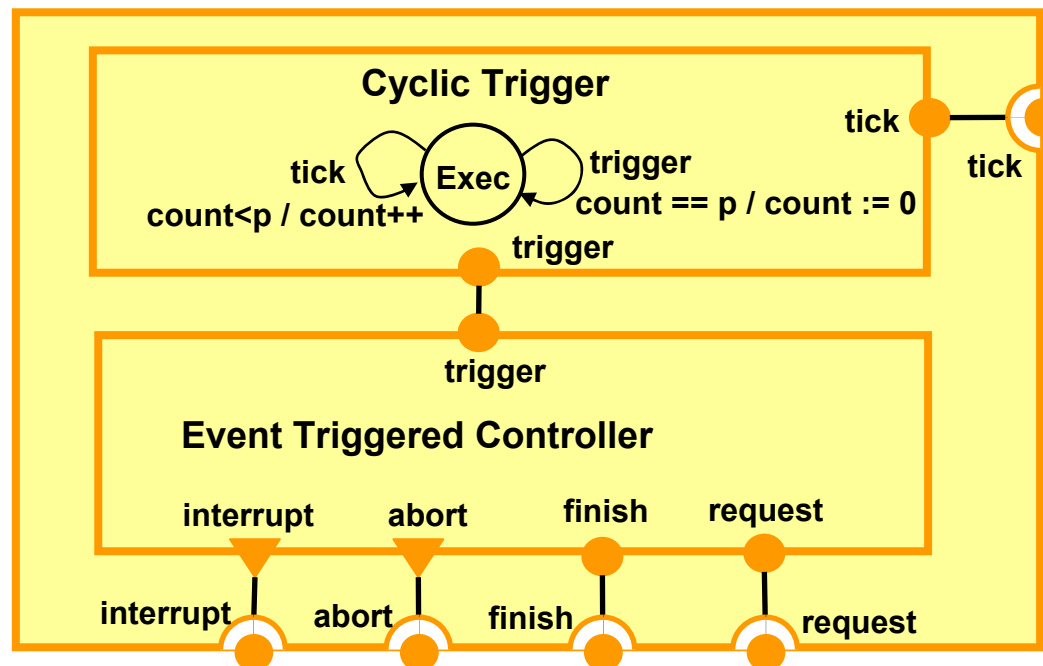 Cyclic Trigger
tick
tick
tick
Exec
trigger
count<p / count++
count == p / count := 0
trigger
trigger
Event Triggered Controller
interrupt
abort
finish
request
interrupt
abort
finish
request